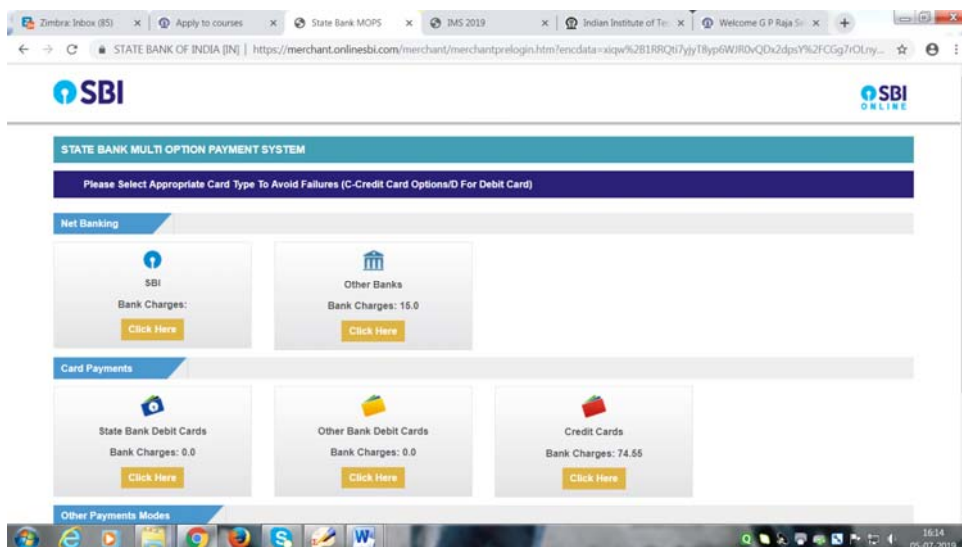 Zimbra: Inbox (85)
Apply to courses
State Bank MOPS
IMS 2019
Indian Institute of Te
Welcome G P Raja S
STATE BANK OF INDIA [IN] | https://merchant.onlinesbi.com/merchant/merchantprelogin.htm?encdata=
SBI
SBI
ONLINE
STATE BANK MULTI OPTION PAYMENT SYSTEM
Please Select Appropriate Card Type To Avoid Failures (C-Credit Card Options/D For Debit Card)
Net Banking
SBI
Bank Charges:
Click Here
Other Banks
Bank Charges: 15.0
Click Here
Card Payments
State Bank Debit Cards
Bank Charges: 0.0
Click Here
Other Bank Debit Cards
Bank Charges: 0.0
Click Here
Credit Cards
Bank Charges: 74.55
Click Here
Other Payments Modes
16:14
05-07-2019